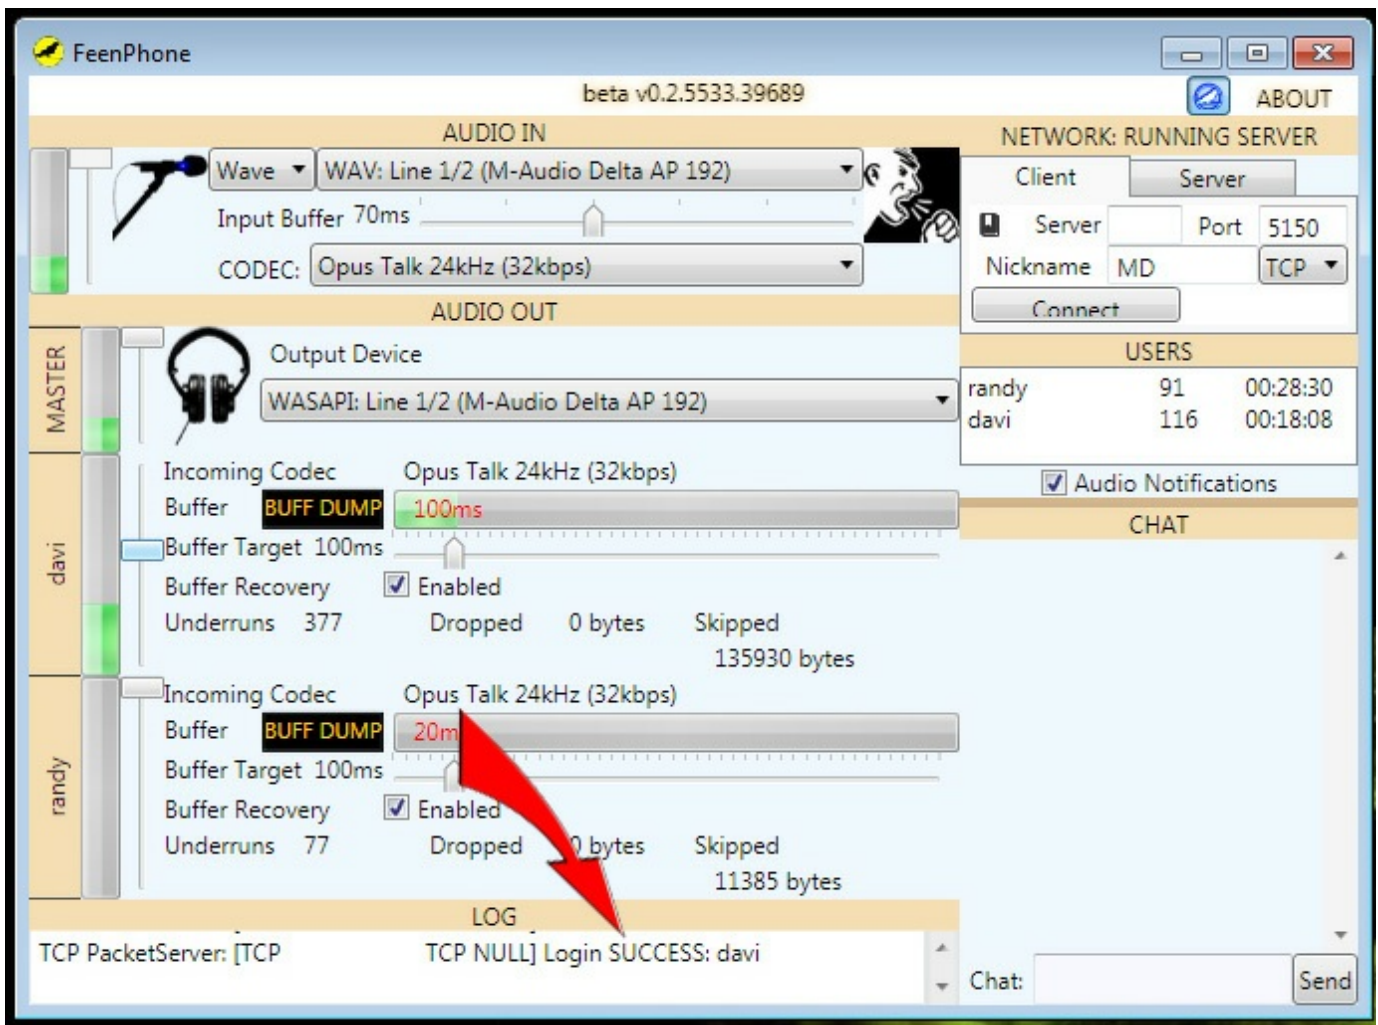 FeenPhone
beta v0.2.5533.39689
ABOUT
AUDIO IN
Wave
WAV: Line 1/2 (M-Audio Delta AP 192)
Input Buffer 70ms
CODEC: Opus Talk 24kHz (32kbps)
AUDIO OUT
MASTER
Output Device
WASAPI: Line 1/2 (M-Audio Delta AP 192)
davi
Incoming Codec Opus Talk 24kHz (32kbps)
Buffer BUFF DUMP 100ms
Buffer Target 100ms
Buffer Recovery Enabled
Underruns 377 Dropped 0 bytes Skipped
135930 bytes
randy
Incoming Codec Opus Talk 24kHz (32kbps)
Buffer BUFF DUMP
Buffer Target 100ms
Buffer Recovery Enabled
Underruns 77 Dropped 0 bytes Skipped
11385 bytes
LOG
TCP PacketServer: [TCP TCP NULL] Login SUCCESS: davi
NETWORK: RUNNING SERVER
Client Server
Server Port 5150
Nickname MD TCP
Connect
USERS
randy 91 00:28:30
davi 116 00:18:08
Audio Notifications
CHAT
Chat: Send